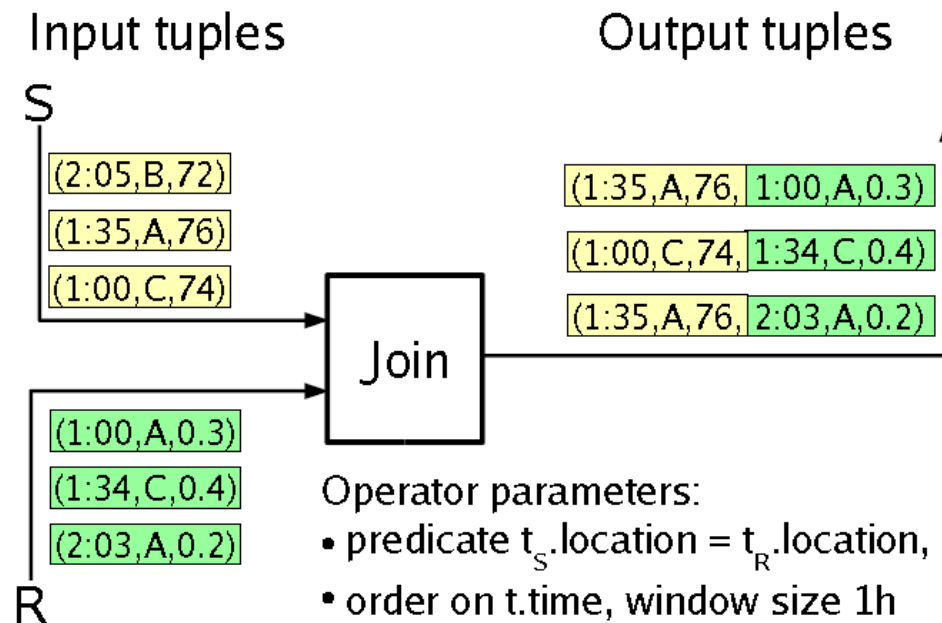 Input tuples
Output tuples
S
(2:05,B,72)
(1:35,A,76)
(1:00,C,74)
(1:35,A,76, 1:00,A,0.3)
(1:00,C,74, 1:34,C,0.4)
(1:35,A,76, 2:03,A,0.2)
Join
(1:00,A,0.3)
(1:34,C,0.4)
(2:03,A,0.2)
R
Operator parameters:
• predicate tS.location = tR.location,
• order on t.time, window size 1h